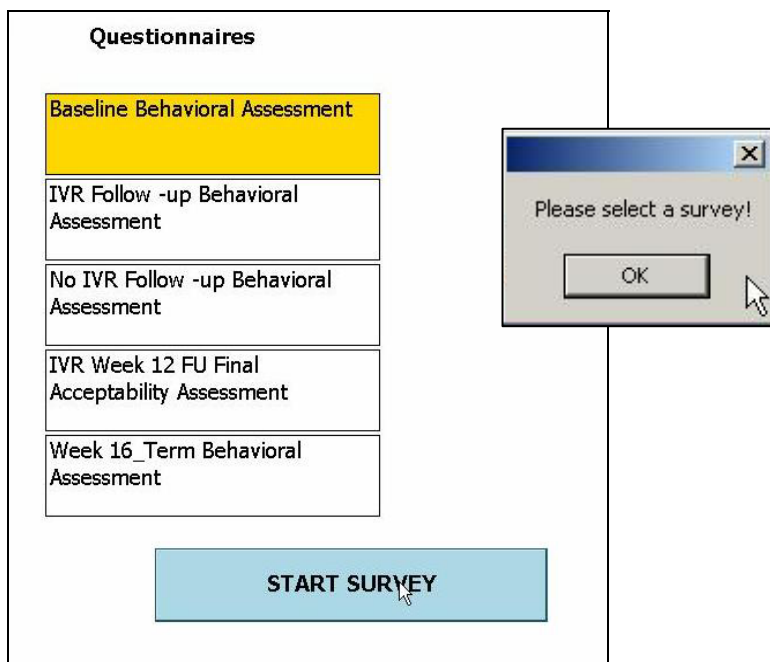 Questionnaires
Baseline Behavioral Assessment
IVR Follow -up Behavioral
Assessment
No IVR Follow -up Behavioral
Assessment
IVR Week 12 FU Final
Acceptability Assessment
Week 16_Term Behavioral
Assessment
START SURVEY
Please select a survey!
OK